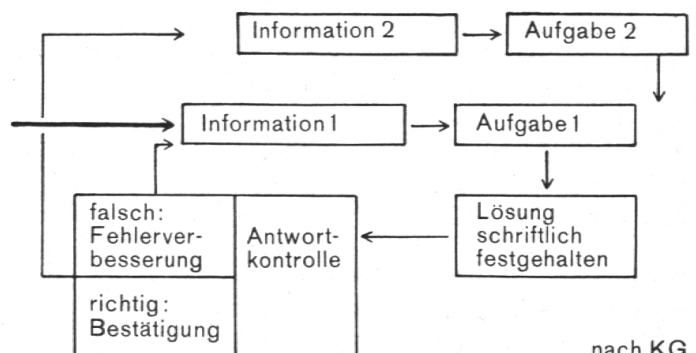 Information 2
Aufgabe 2
Information 1
Aufgabe 1
falsch:
Fehlerver-
besserung
Antwort-
kontrolle
Lösung
schriftlich
festgehalten
richtig:
Bestätigung
nach KG